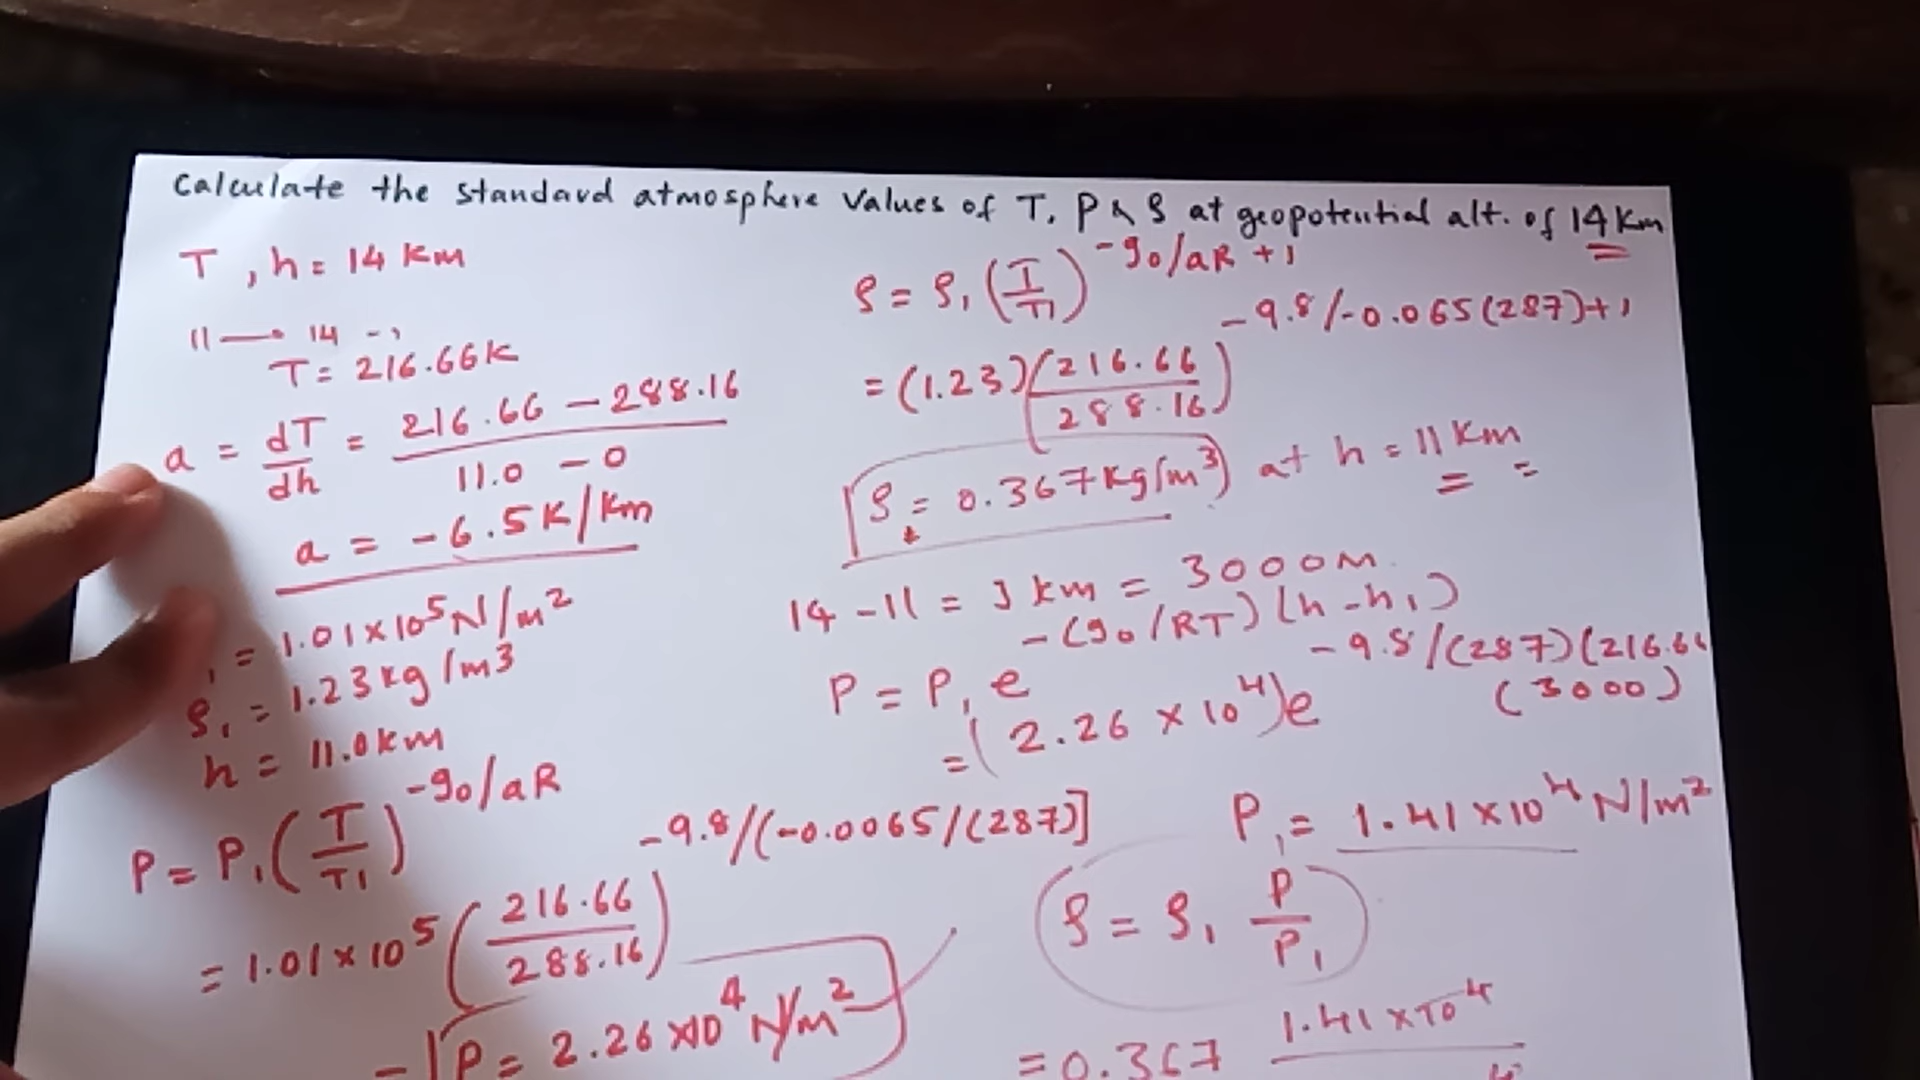 Calculate the standard atmosphere values of T, P & ρ at geopotential alt. of 14 Km
T , h = 14 Km
11 — 14 -,
T = 216.66K
a = dT/dh = (216.66 - 288.16)/(11.0 - 0)
a = -6.5K/Km
₁ = 1.01 x 10⁵ N/m²
ρ₁ = 1.23 kg/m3
h = 11.0km
P = P₁ (T/T1)^-g0/aR
-9.8/(-0.0065/(287)]
= 1.01 x 10⁵ (216.66/288.16)
P = 2.26 x10⁴ N/m²
ρ = ρ₁ (T/T1)^-g0/aR + 1
-9.8/-0.065(287)+1
= (1.23)(216.66/288.16)
ρ = 0.367 Kg/m³) at h = 11 Km
14 - 11 = 3 km = 3000M.
P = P₁ e^-(g0/RT)(h-h₁)
-9.8/(287)(216.66
= (2.26 x 10⁴)e (3000)
P₁ = 1.41 x 10⁴ N/m²
ρ = ρ₁ P/P₁
= 0.367 1.41 x 10⁴